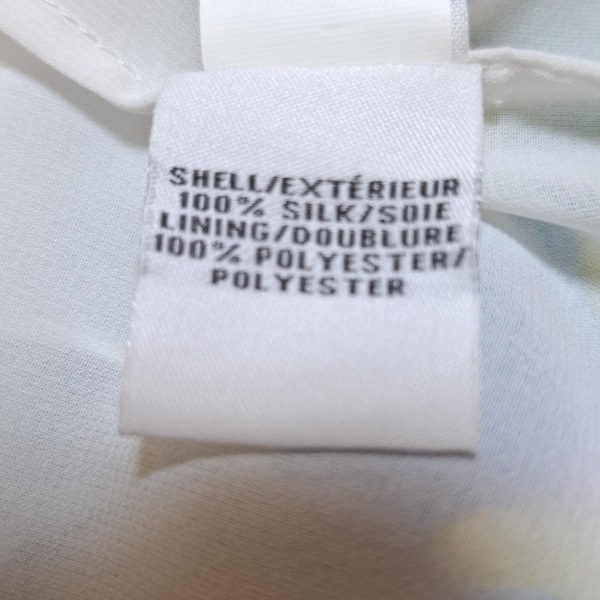 SHELL/EXTÉRIEUR
100% SILK/SOIE
LINING/DOUBLURE
100% POLYESTER/
POLYESTER